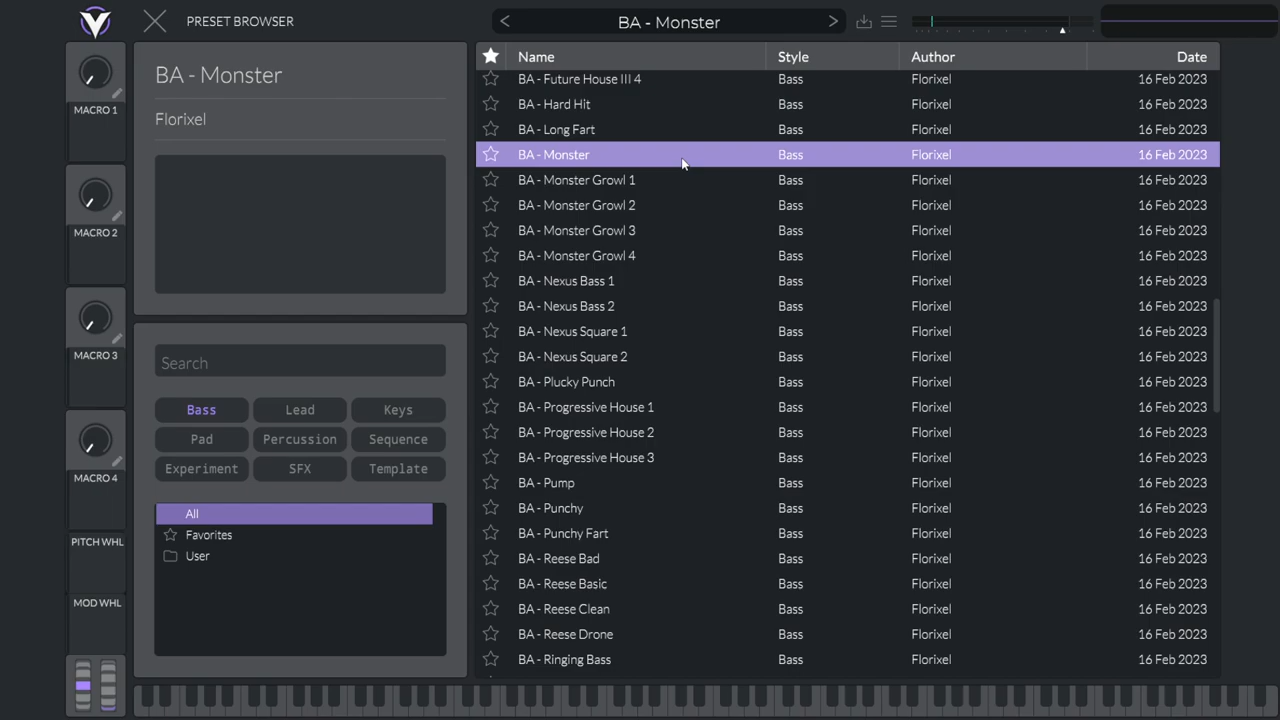 PRESET BROWSER
BA - Monster
MACRO 1
MACRO 2
MACRO 3
MACRO 4
PITCH WHL
MOD WHL
BA - Monster
Florixel
Search
Bass Lead Keys
Pad Percussion Sequence
Experiment SFX Template
All
Favorites
User
Name Style Author Date
BA - Future House III 4 Bass Florixel 16 Feb 2023
BA - Hard Hit Bass Florixel 16 Feb 2023
BA - Long Fart Bass Florixel 16 Feb 2023
BA - Monster Bass Florixel 16 Feb 2023
BA - Monster Growl 1 Bass Florixel 16 Feb 2023
BA - Monster Growl 2 Bass Florixel 16 Feb 2023
BA - Monster Growl 3 Bass Florixel 16 Feb 2023
BA - Monster Growl 4 Bass Florixel 16 Feb 2023
BA - Nexus Bass 1 Bass Florixel 16 Feb 2023
BA - Nexus Bass 2 Bass Florixel 16 Feb 2023
BA - Nexus Square 1 Bass Florixel 16 Feb 2023
BA - Nexus Square 2 Bass Florixel 16 Feb 2023
BA - Plucky Punch Bass Florixel 16 Feb 2023
BA - Progressive House 1 Bass Florixel 16 Feb 2023
BA - Progressive House 2 Bass Florixel 16 Feb 2023
BA - Progressive House 3 Bass Florixel 16 Feb 2023
BA - Pump Bass Florixel 16 Feb 2023
BA - Punchy Bass Florixel 16 Feb 2023
BA - Punchy Fart Bass Florixel 16 Feb 2023
BA - Reese Bad Bass Florixel 16 Feb 2023
BA - Reese Basic Bass Florixel 16 Feb 2023
BA - Reese Clean Bass Florixel 16 Feb 2023
BA - Reese Drone Bass Florixel 16 Feb 2023
BA - Ringing Bass Bass Florixel 16 Feb 2023